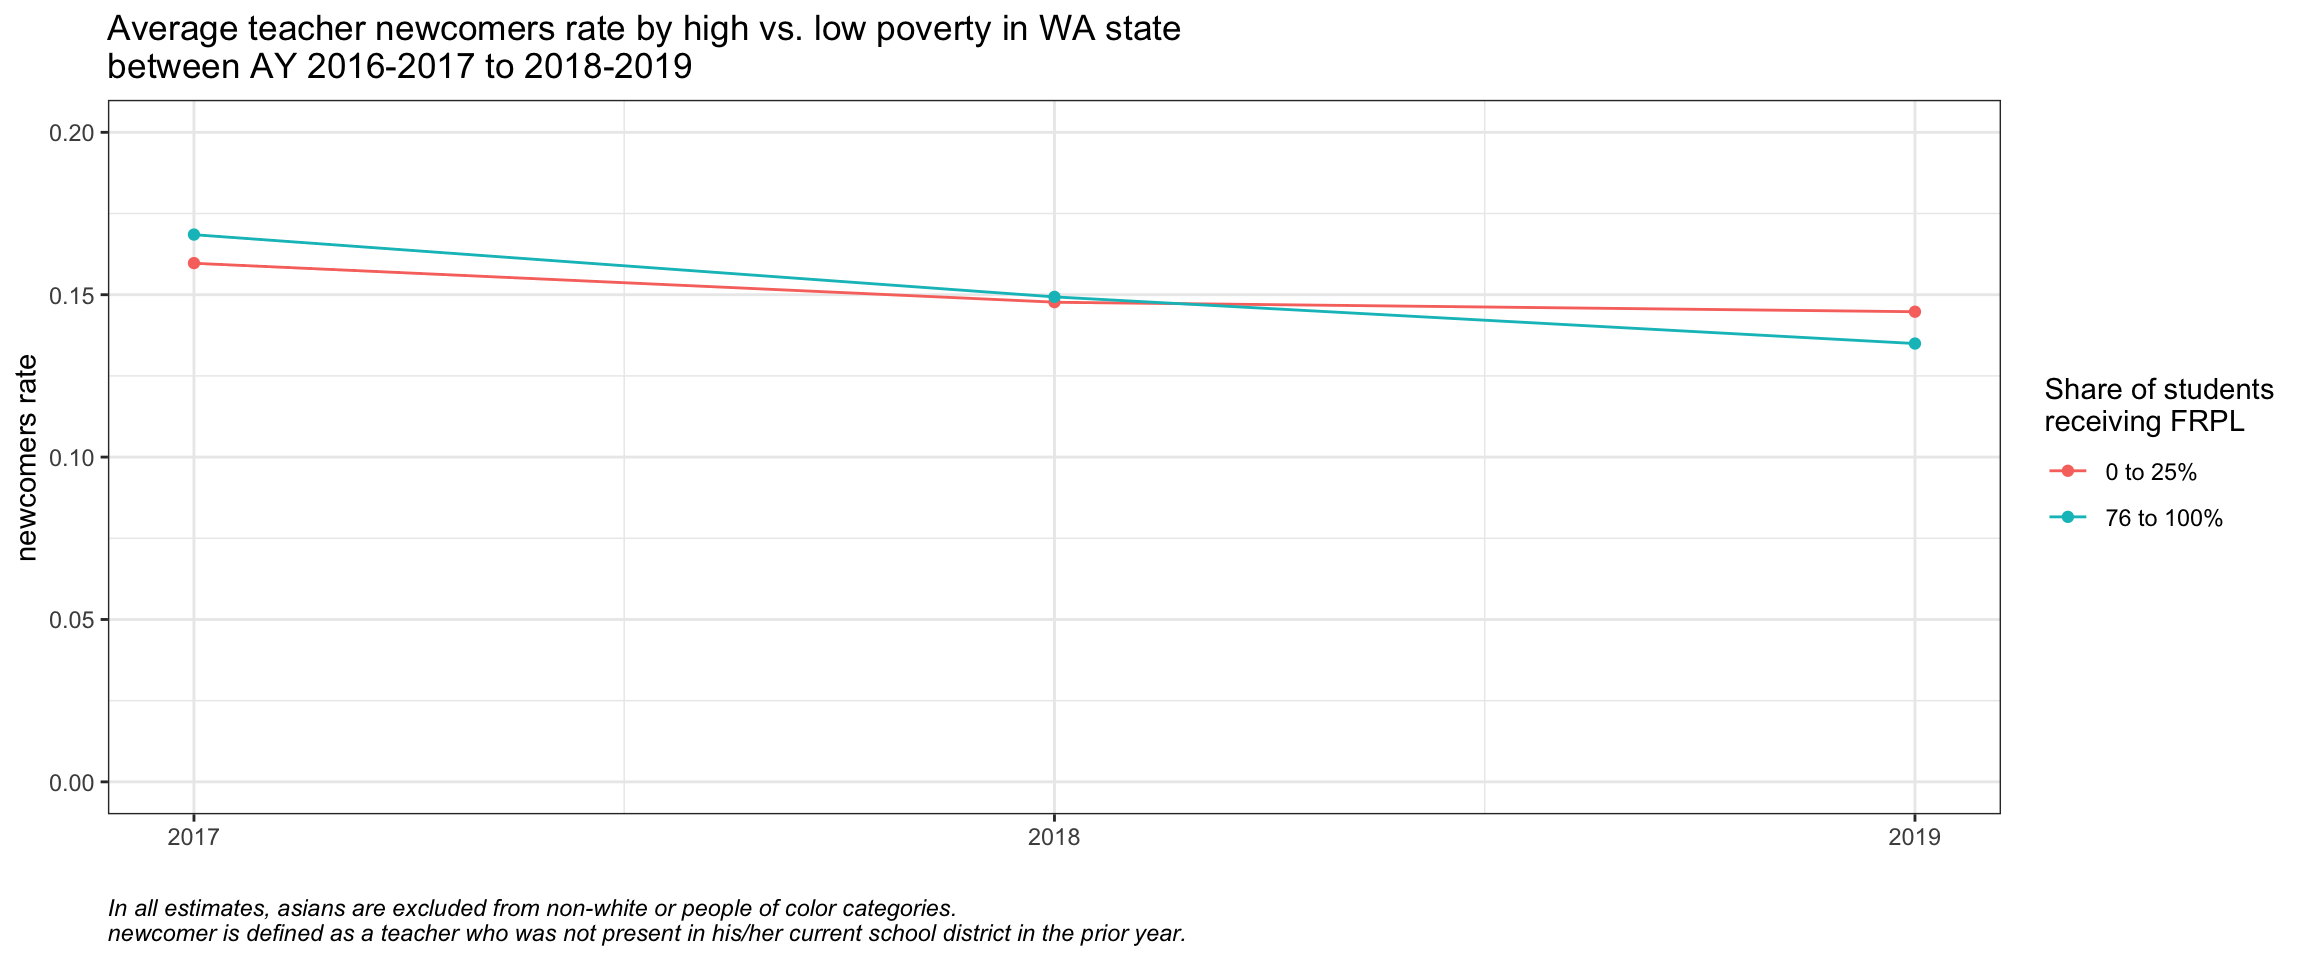 Average teacher newcomers rate by high vs. low poverty in WA state
between AY 2016-2017 to 2018-2019
0.20
0.15
0.10
0.05
0.00
newcomers rate
2017
2018
2019
Share of students
receiving FRPL
0 to 25%
76 to 100%
In all estimates, asians are excluded from non-white or people of color categories.
newcomer is defined as a teacher who was not present in his/her current school district in the prior year.